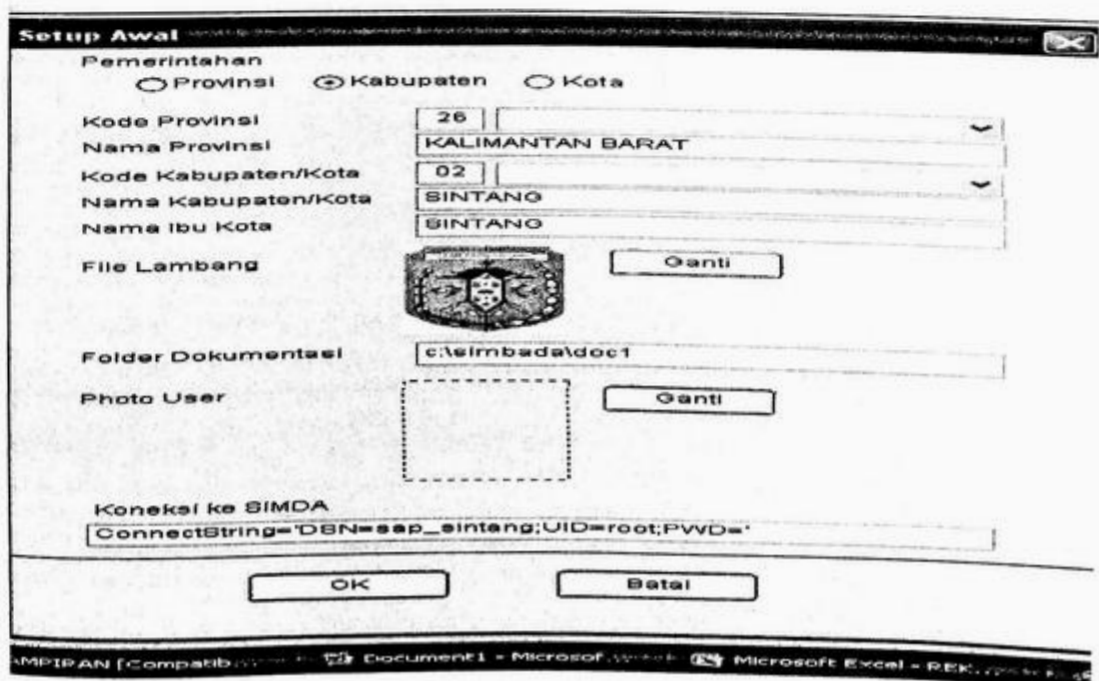 Setup Awal
Pemerintahan
Provinsi Kabupaten Kota
Kode Provinsi 26
Nama Provinsi KALIMANTAN BARAT
Kode Kabupaten/Kota 02
Nama Kabupaten/Kota SINTANG
Nama Ibu Kota SINTANG
File Lambang Ganti
Folder Dokumentasi c:\simbada\doc1
Photo User Ganti
Koneksi ke SIMDA
ConnectString='DSN=sap_sintang;UID=root;PWD='
OK Batal
AMPIRAN [Compatib Document1 - Microsof Microsoft Excel - REK